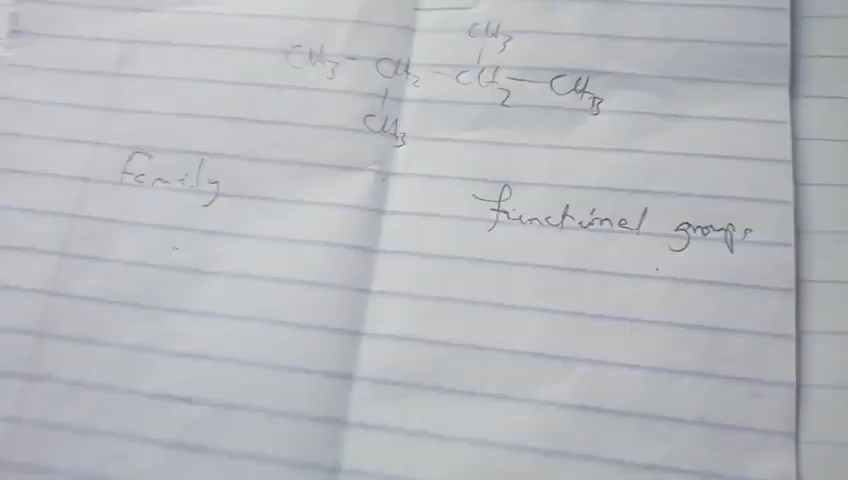 CH3
CH3 - CH2 - CH2 - CH3
CH3
Family
functional groups